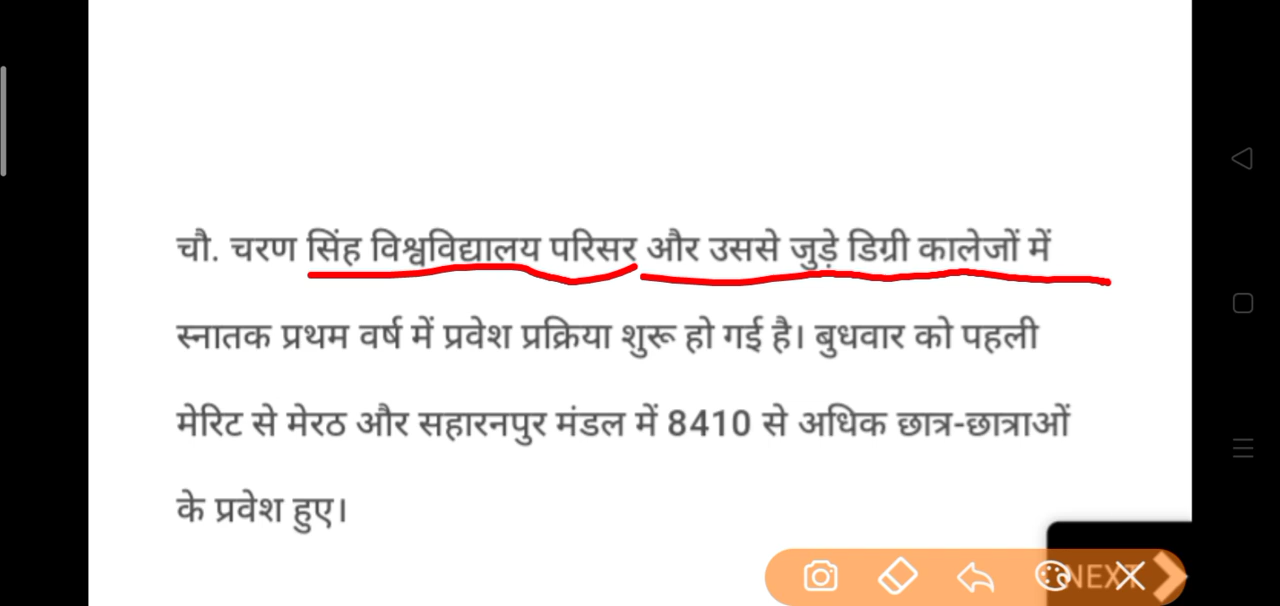 चौ. चरण सिंह विश्वविद्यालय परिसर और उससे जुड़े डिग्री कालेजों में
स्नातक प्रथम वर्ष में प्रवेश प्रक्रिया शुरू हो गई है। बुधवार को पहली
मेरिट से मेरठ और सहारनपुर मंडल में 8410 से अधिक छात्र-छात्राओं
के प्रवेश हुए।
NEXT